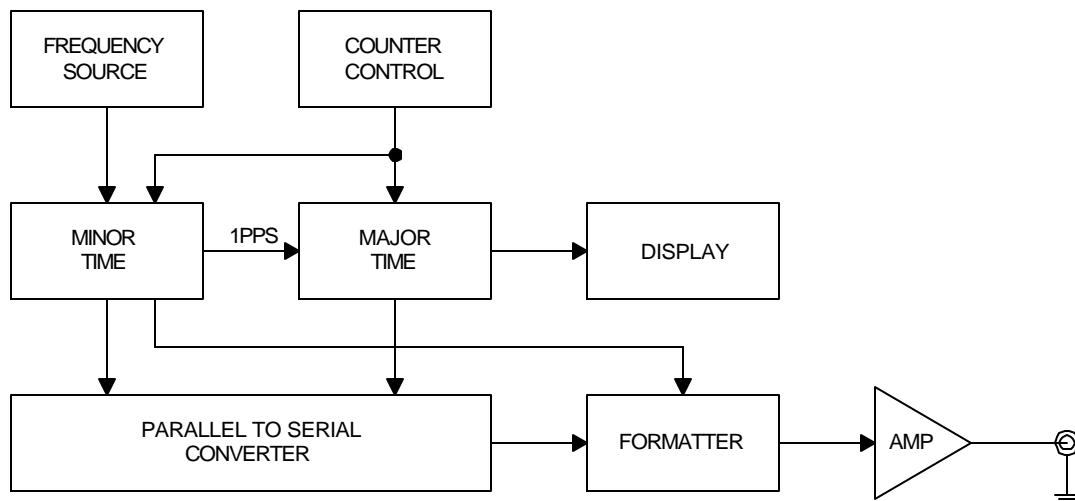 FREQUENCY
SOURCE
COUNTER
CONTROL
MINOR
TIME
1PPS
MAJOR
TIME
DISPLAY
PARALLEL TO SERIAL
CONVERTER
FORMATTER
AMP